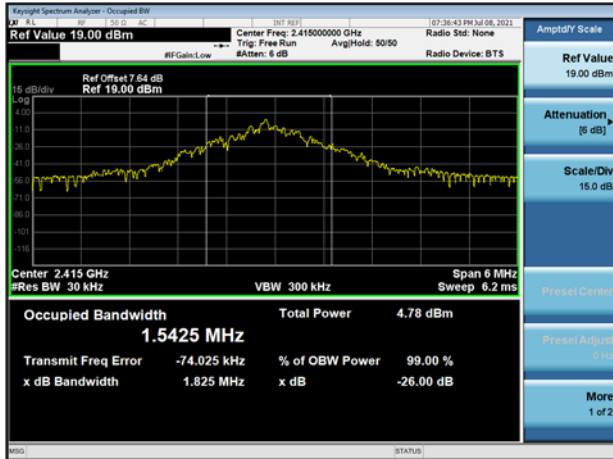 Keysight Spectrum Analyzer - Occupied BW
RL RF 50 Ω AC INT REF 07:36:43 PM Jul 08, 2021
Ref Value 19.00 dBm Center Freq: 2.415000000 GHz Radio Std: None
Trig: Free Run Avg|Hold: 50/50
#IFGain:Low #Atten: 6 dB Radio Device: BTS
Ref Offset 7.64 dB
15 dB/div Ref 19.00 dBm
Log
4.00
-11.0
-26.0
-41.0
-56.0
-71.0
-86.0
-101
-116
Center 2.415 GHz Span 6 MHz
#Res BW 30 kHz VBW 300 kHz Sweep 6.2 ms
Occupied Bandwidth Total Power 4.78 dBm
1.5425 MHz
Transmit Freq Error -74.025 kHz % of OBW Power 99.00 %
x dB Bandwidth 1.825 MHz x dB -26.00 dB
MSG STATUS
Amptd/Y Scale
Ref Value
19.00 dBm
Attenuation
[6 dB]
Scale/Div
15.0 dB
Presel Center
Presel Adjust
0 Hz
More
1 of 2